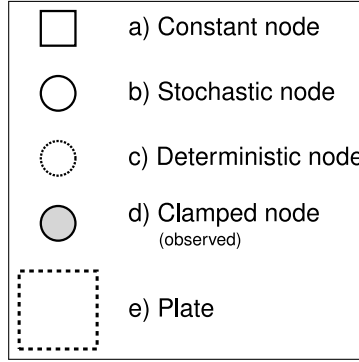 a) Constant node
b) Stochastic node
c) Deterministic node
d) Clamped node
(observed)
e) Plate